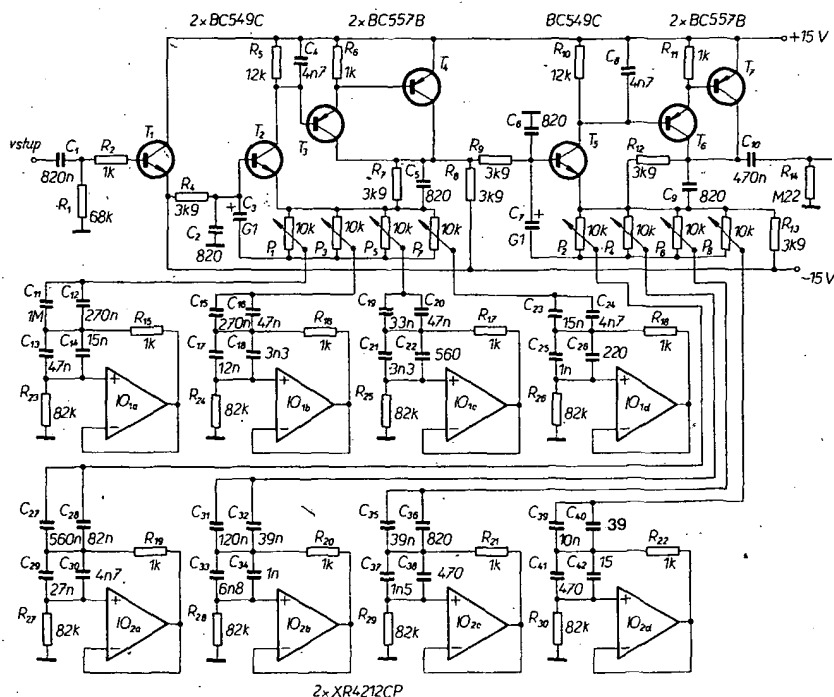 2xBC549C 2xBC557B BC549C 2xBC557B
+15 V
R5 12k C4 4n7 R6 1k T4 R10 12k C8 4n7 R11 1k T7
T1 T2 T3 T5 T6
vstup C1 820n R2 1k R1 68k
R4 3k9 C2 820 C3 G1
R7 3k9 C5 820 R8 3k9 R9 3k9 C6 820 C7 G1
R12 3k9 C9 820 C10 470n R14 M22 R13 3k9
P1 10k P3 10k P5 10k P7 10k P2 10k P4 10k P6 10k P8 10k
-15 V
C11 1M C12 270n C13 47n C14 15n R15 1k R23 82k IO1a
C15 270n C16 47n C17 12n C18 3n3 R16 1k R24 82k IO1b
C19 33n C20 47n C21 3n3 C22 560 R17 1k R25 82k IO1c
C23 15n C24 4n7 C25 1n C26 220 R18 1k R26 82k IO1d
C27 560n C28 82n C29 27n C30 4n7 R19 1k R27 82k IO2a
C31 120n C32 39n C33 6n8 C34 1n R20 1k R28 82k IO2b
C35 39n C36 820 C37 1n5 C38 470 R21 1k R29 82k IO2c
C39 10n C40 39 C41 470 C42 15 R22 1k R30 82k IO2d
2xXR4212CP